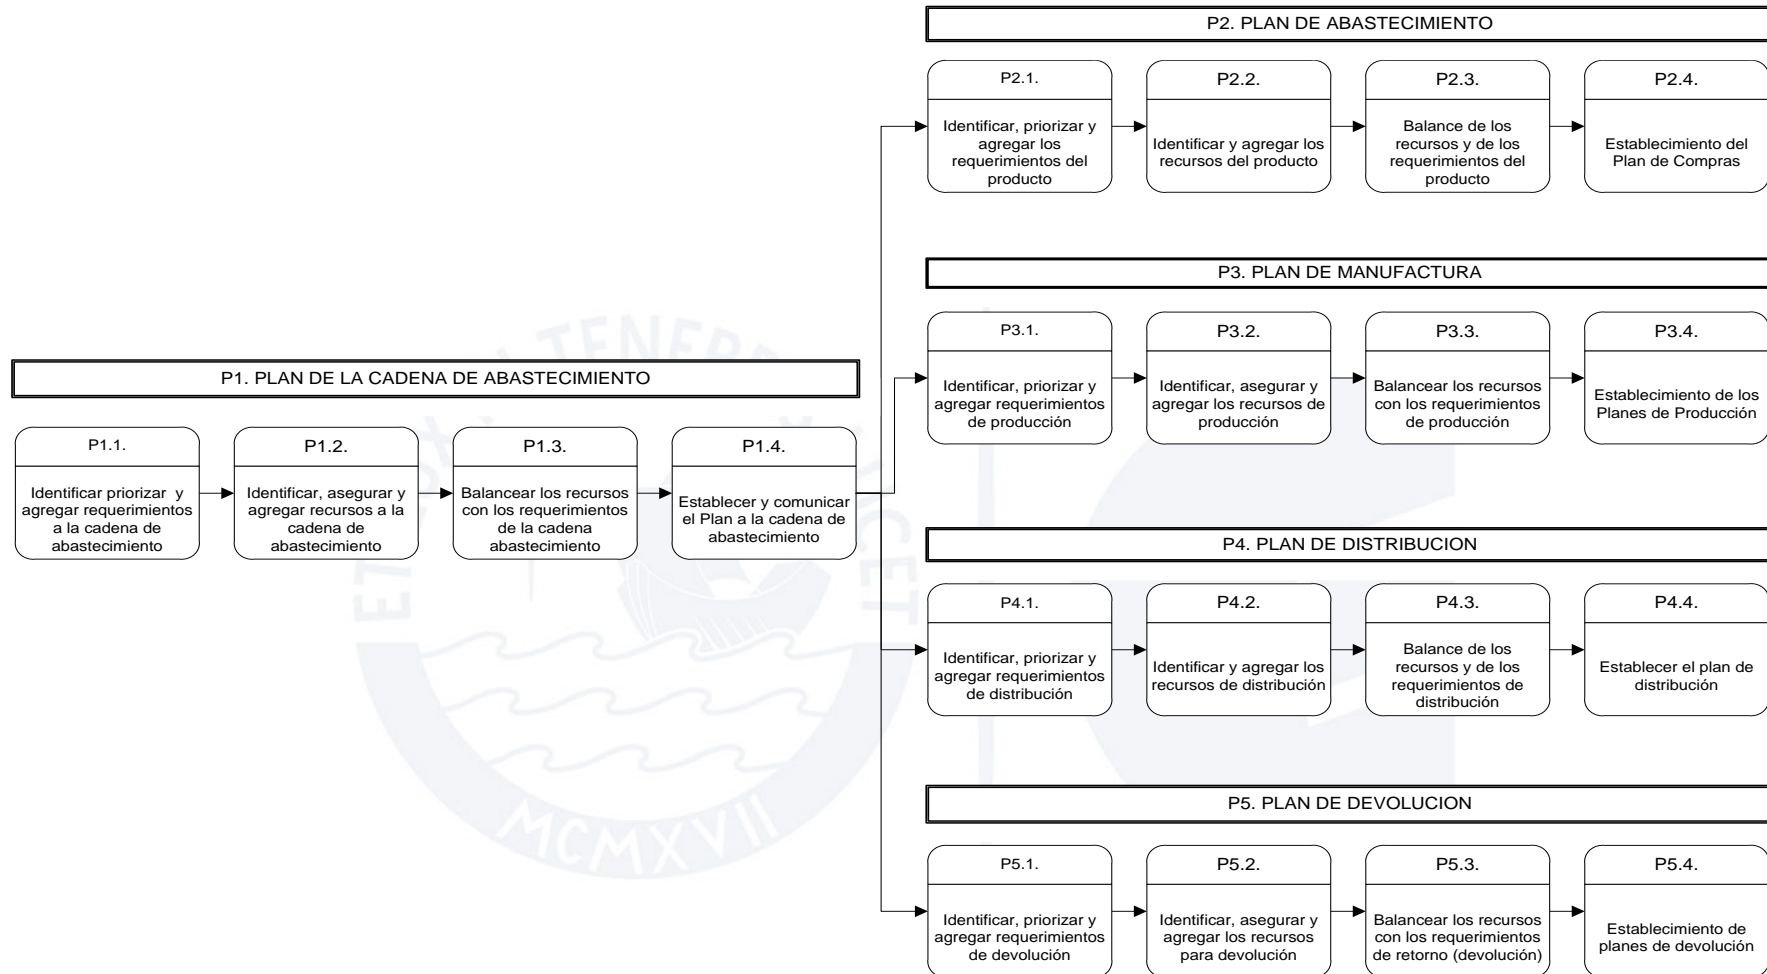 P2. PLAN DE ABASTECIMIENTO
P2.1.
Identificar, priorizar y
agregar los
requerimientos del
producto
P2.2.
Identificar y agregar los
recursos del producto
P2.3.
Balance de los
recursos y de los
requerimientos del
producto
P2.4.
Establecimiento del
Plan de Compras
P3. PLAN DE MANUFACTURA
P3.1.
Identificar, priorizar y
agregar requerimientos
de producción
P3.2.
Identificar, asegurar y
agregar los recursos de
producción
P3.3.
Balancear los recursos
con los requerimientos
de producción
P3.4.
Establecimiento de los
Planes de Producción
P1. PLAN DE LA CADENA DE ABASTECIMIENTO
P1.1.
Identificar priorizar y
agregar requerimientos
a la cadena de
abastecimiento
P1.2.
Identificar, asegurar y
agregar recursos a la
cadena de
abastecimiento
P1.3.
Balancear los recursos
con los requerimientos
de la cadena
abastecimiento
P1.4.
Establecer y comunicar
el Plan a la cadena de
abastecimiento
P4. PLAN DE DISTRIBUCION
P4.1.
Identificar, priorizar y
agregar requerimientos
de distribución
P4.2.
Identificar y agregar los
recursos de distribución
P4.3.
Balance de los
recursos y de los
requerimientos de
distribución
P4.4.
Establecer el plan de
distribución
P5. PLAN DE DEVOLUCION
P5.1.
Identificar, priorizar y
agregar requerimientos
de devolución
P5.2.
Identificar, asegurar y
agregar los recursos
para devolución
P5.3.
Balancear los recursos
con los requerimientos
de retorno (devolución)
P5.4.
Establecimiento de
planes de devolución
MCMXVII